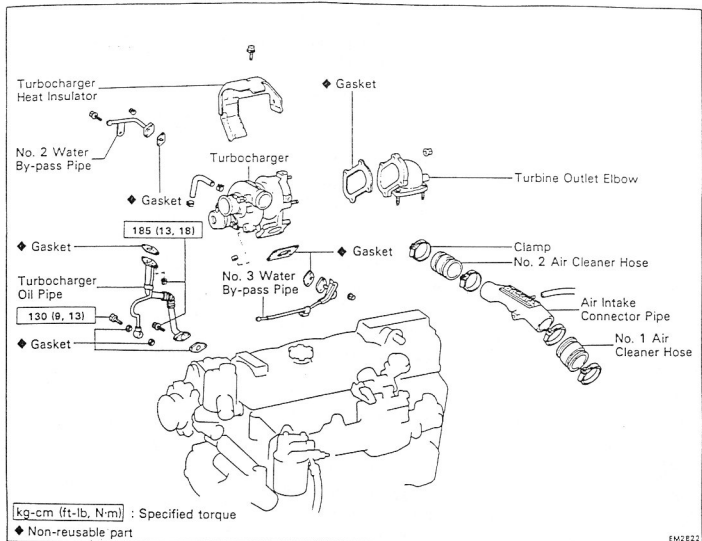 Turbocharger
Heat Insulator
◆ Gasket
No. 2 Water
By-pass Pipe
Turbocharger
Turbine Outlet Elbow
◆ Gasket
185 (13, 18)
◆ Gasket
◆ Gasket
Clamp
No. 2 Air Cleaner Hose
Turbocharger
Oil Pipe
No. 3 Water
By-pass Pipe
Air Intake
Connector Pipe
130 (9, 13)
No. 1 Air
Cleaner Hose
◆ Gasket
kg-cm (ft-lb, N·m) : Specified torque
◆ Non-reusable part
EM2822